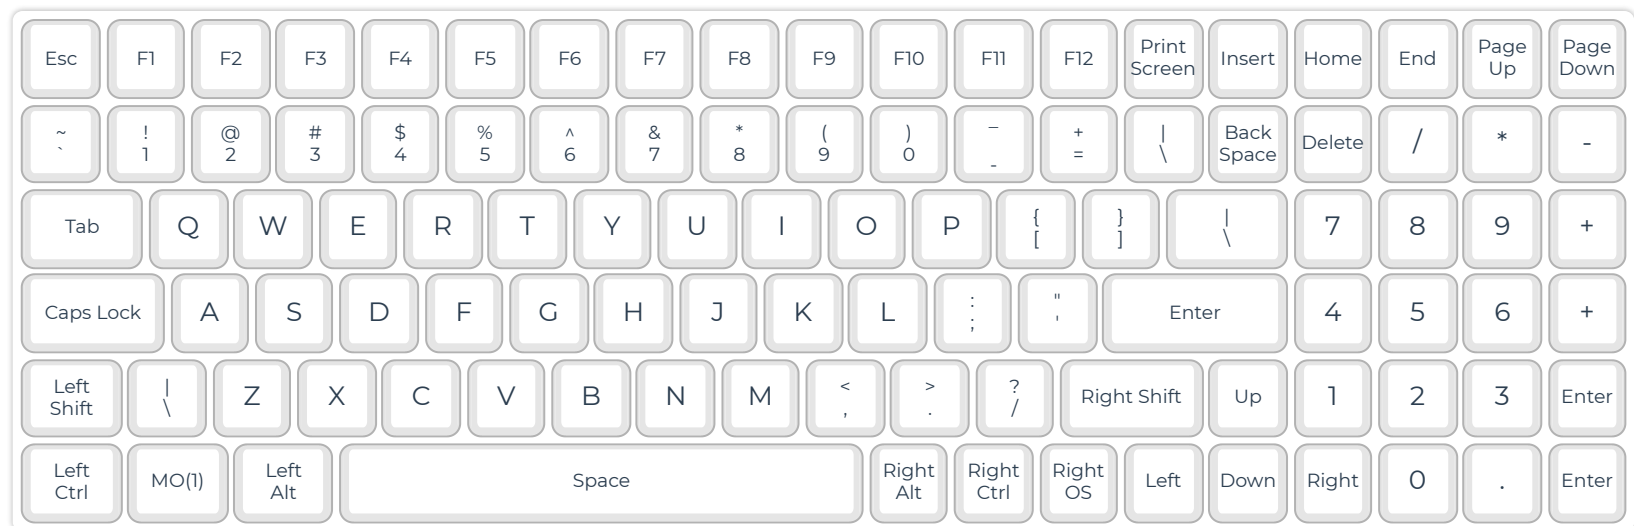 Esc F1 F2 F3 F4 F5 F6 F7 F8 F9 F10 F11 F12 Print Screen Insert Home End Page Up Page Down
~ ` ! 1 @ 2 # 3 $ 4 % 5 ^ 6 & 7 * 8 ( 9 ) 0 _ - + = | \ Back Space Delete / * -
Tab Q W E R T Y U I O P { [ } ] | \ 7 8 9 +
Caps Lock A S D F G H J K L : ; " ' Enter 4 5 6 +
Left Shift | \ Z X C V B N M < , > . ? / Right Shift Up 1 2 3 Enter
Left Ctrl MO(1) Left Alt Space Right Alt Right Ctrl Right OS Left Down Right 0 . Enter